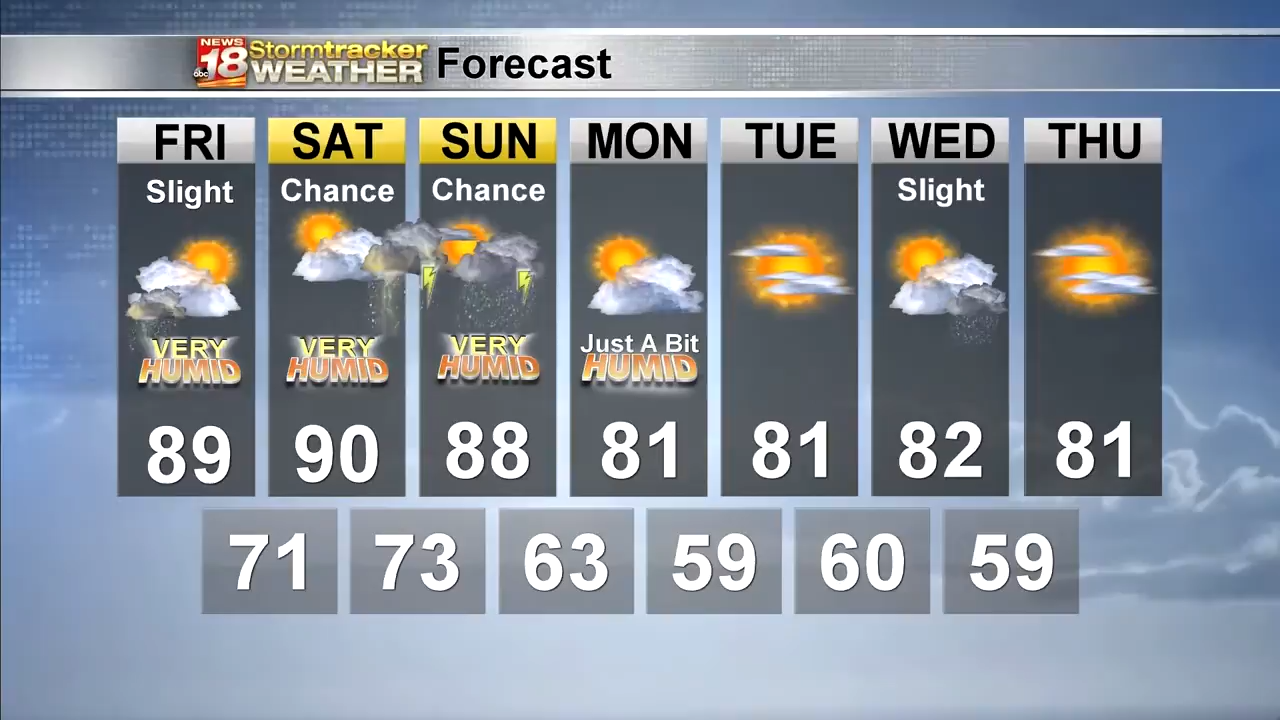 NEWS
abc 18
Stormtracker
WEATHER
Forecast
FRI SAT SUN MON TUE WED THU
Slight Chance Chance Slight
VERY VERY VERY Just A Bit
HUMID HUMID HUMID HUMID
89 90 88 81 81 82 81
71 73 63 59 60 59